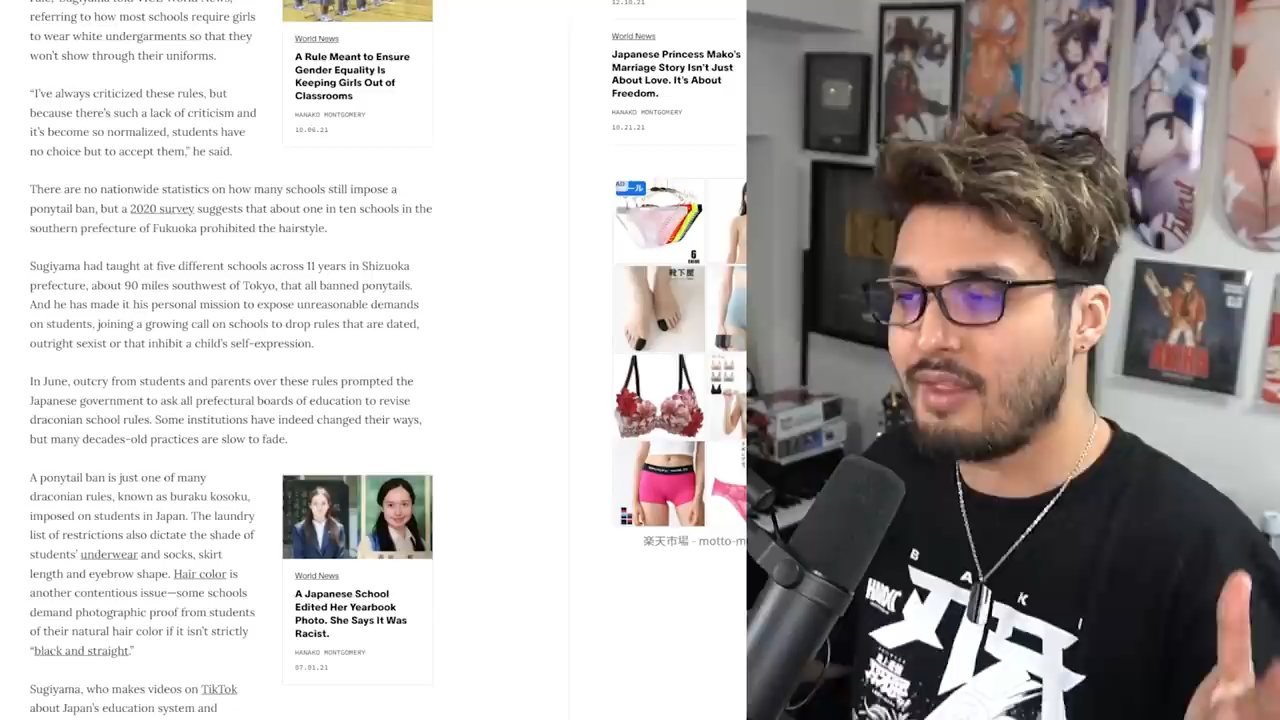 rule," Sugiyama told VICE World News,
referring to how most schools require girls
to wear white undergarments so that they
won't show through their uniforms.
"I've always criticized these rules, but
because there's such a lack of criticism and
it's become so normalized, students have
no choice but to accept them," he said.
World News
A Rule Meant to Ensure
Gender Equality Is
Keeping Girls Out of
Classrooms
HANAKO MONTGOMERY
10.06.21
There are no nationwide statistics on how many schools still impose a
ponytail ban, but a 2020 survey suggests that about one in ten schools in the
southern prefecture of Fukuoka prohibited the hairstyle.
Sugiyama had taught at five different schools across 11 years in Shizuoka
prefecture, about 90 miles southwest of Tokyo, that all banned ponytails.
And he has made it his personal mission to expose unreasonable demands
on students, joining a growing call on schools to drop rules that are dated,
outright sexist or that inhibit a child's self-expression.
In June, outcry from students and parents over these rules prompted the
Japanese government to ask all prefectural boards of education to revise
draconian school rules. Some institutions have indeed changed their ways,
but many decades-old practices are slow to fade.
A ponytail ban is just one of many
draconian rules, known as buraku kosoku,
imposed on students in Japan. The laundry
list of restrictions also dictate the shade of
students' underwear and socks, skirt
length and eyebrow shape. Hair color is
another contentious issue—some schools
demand photographic proof from students
of their natural hair color if it isn't strictly
"black and straight."
World News
A Japanese School
Edited Her Yearbook
Photo. She Says It Was
Racist.
HANAKO MONTGOMERY
07.01.21
Sugiyama, who makes videos on TikTok
about Japan's education system and
12.10.21
World News
Japanese Princess Mako's
Marriage Story Isn't Just
About Love. It's About
Freedom.
HANAKO MONTGOMERY
10.21.21
AD
ール
6
靴下屋
楽天市場 - motto-m
AKIRA
B A K I
HMXC